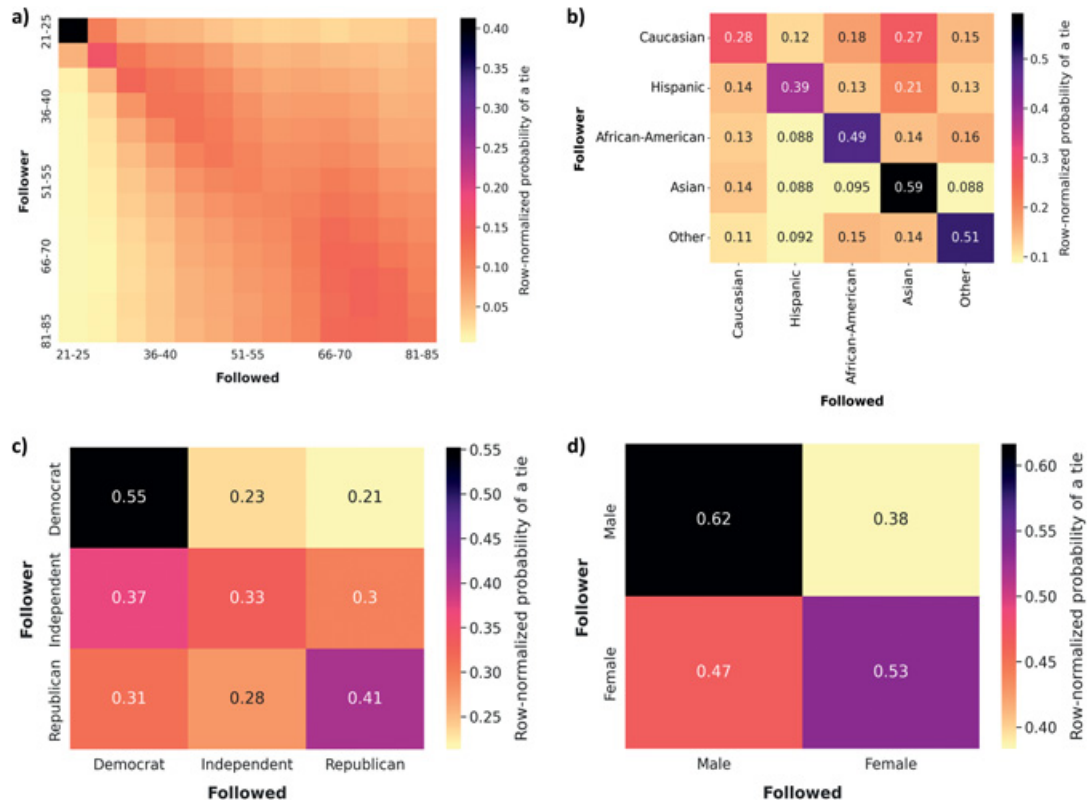 a)
21-25
36-40
51-55
66-70
81-85
Follower
21-25 36-40 51-55 66-70 81-85
Followed
0.40
0.35
0.30
0.25
0.20
0.15
0.10
0.05
Row-normalized probability of a tie
b)
Caucasian 0.28 0.12 0.18 0.27 0.15
Hispanic 0.14 0.39 0.13 0.21 0.13
African-American 0.13 0.088 0.49 0.14 0.16
Asian 0.14 0.088 0.095 0.59 0.088
Other 0.11 0.092 0.15 0.14 0.51
Follower
Caucasian Hispanic African-American Asian Other
Followed
0.5
0.4
0.3
0.2
0.1
Row-normalized probability of a tie
c)
Democrat 0.55 0.23 0.21
Independent 0.37 0.33 0.3
Republican 0.31 0.28 0.41
Follower
Democrat Independent Republican
Followed
0.55
0.50
0.45
0.40
0.35
0.30
0.25
Row-normalized probability of a tie
d)
Male 0.62 0.38
Female 0.47 0.53
Follower
Male Female
Followed
0.60
0.55
0.50
0.45
0.40
Row-normalized probability of a tie